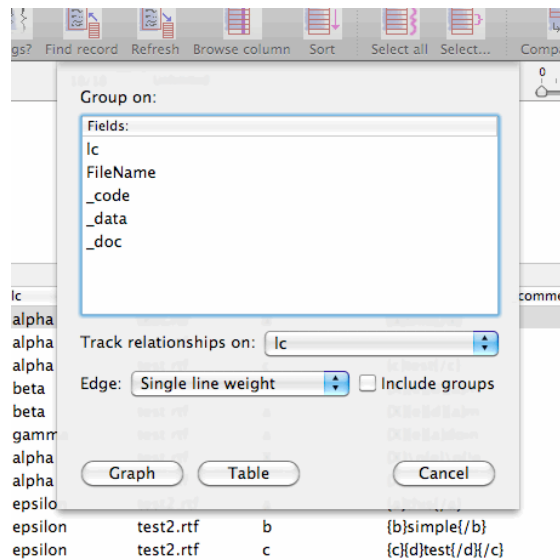 gs? Find record Refresh Browse column Sort Select all Select... Comp
0
Group on:
Fields:
lc
FileName
_code
_data
_doc
lc comme
alpha
alpha
Track relationships on: lc
alpha
beta
Edge: Single line weight Include groups
beta
gamma
alpha
Graph Table Cancel
alpha
epsilon
epsilon test2.rtf b {b}simple{/b}
epsilon test2.rtf c {c}{d}test{/d}{/c}